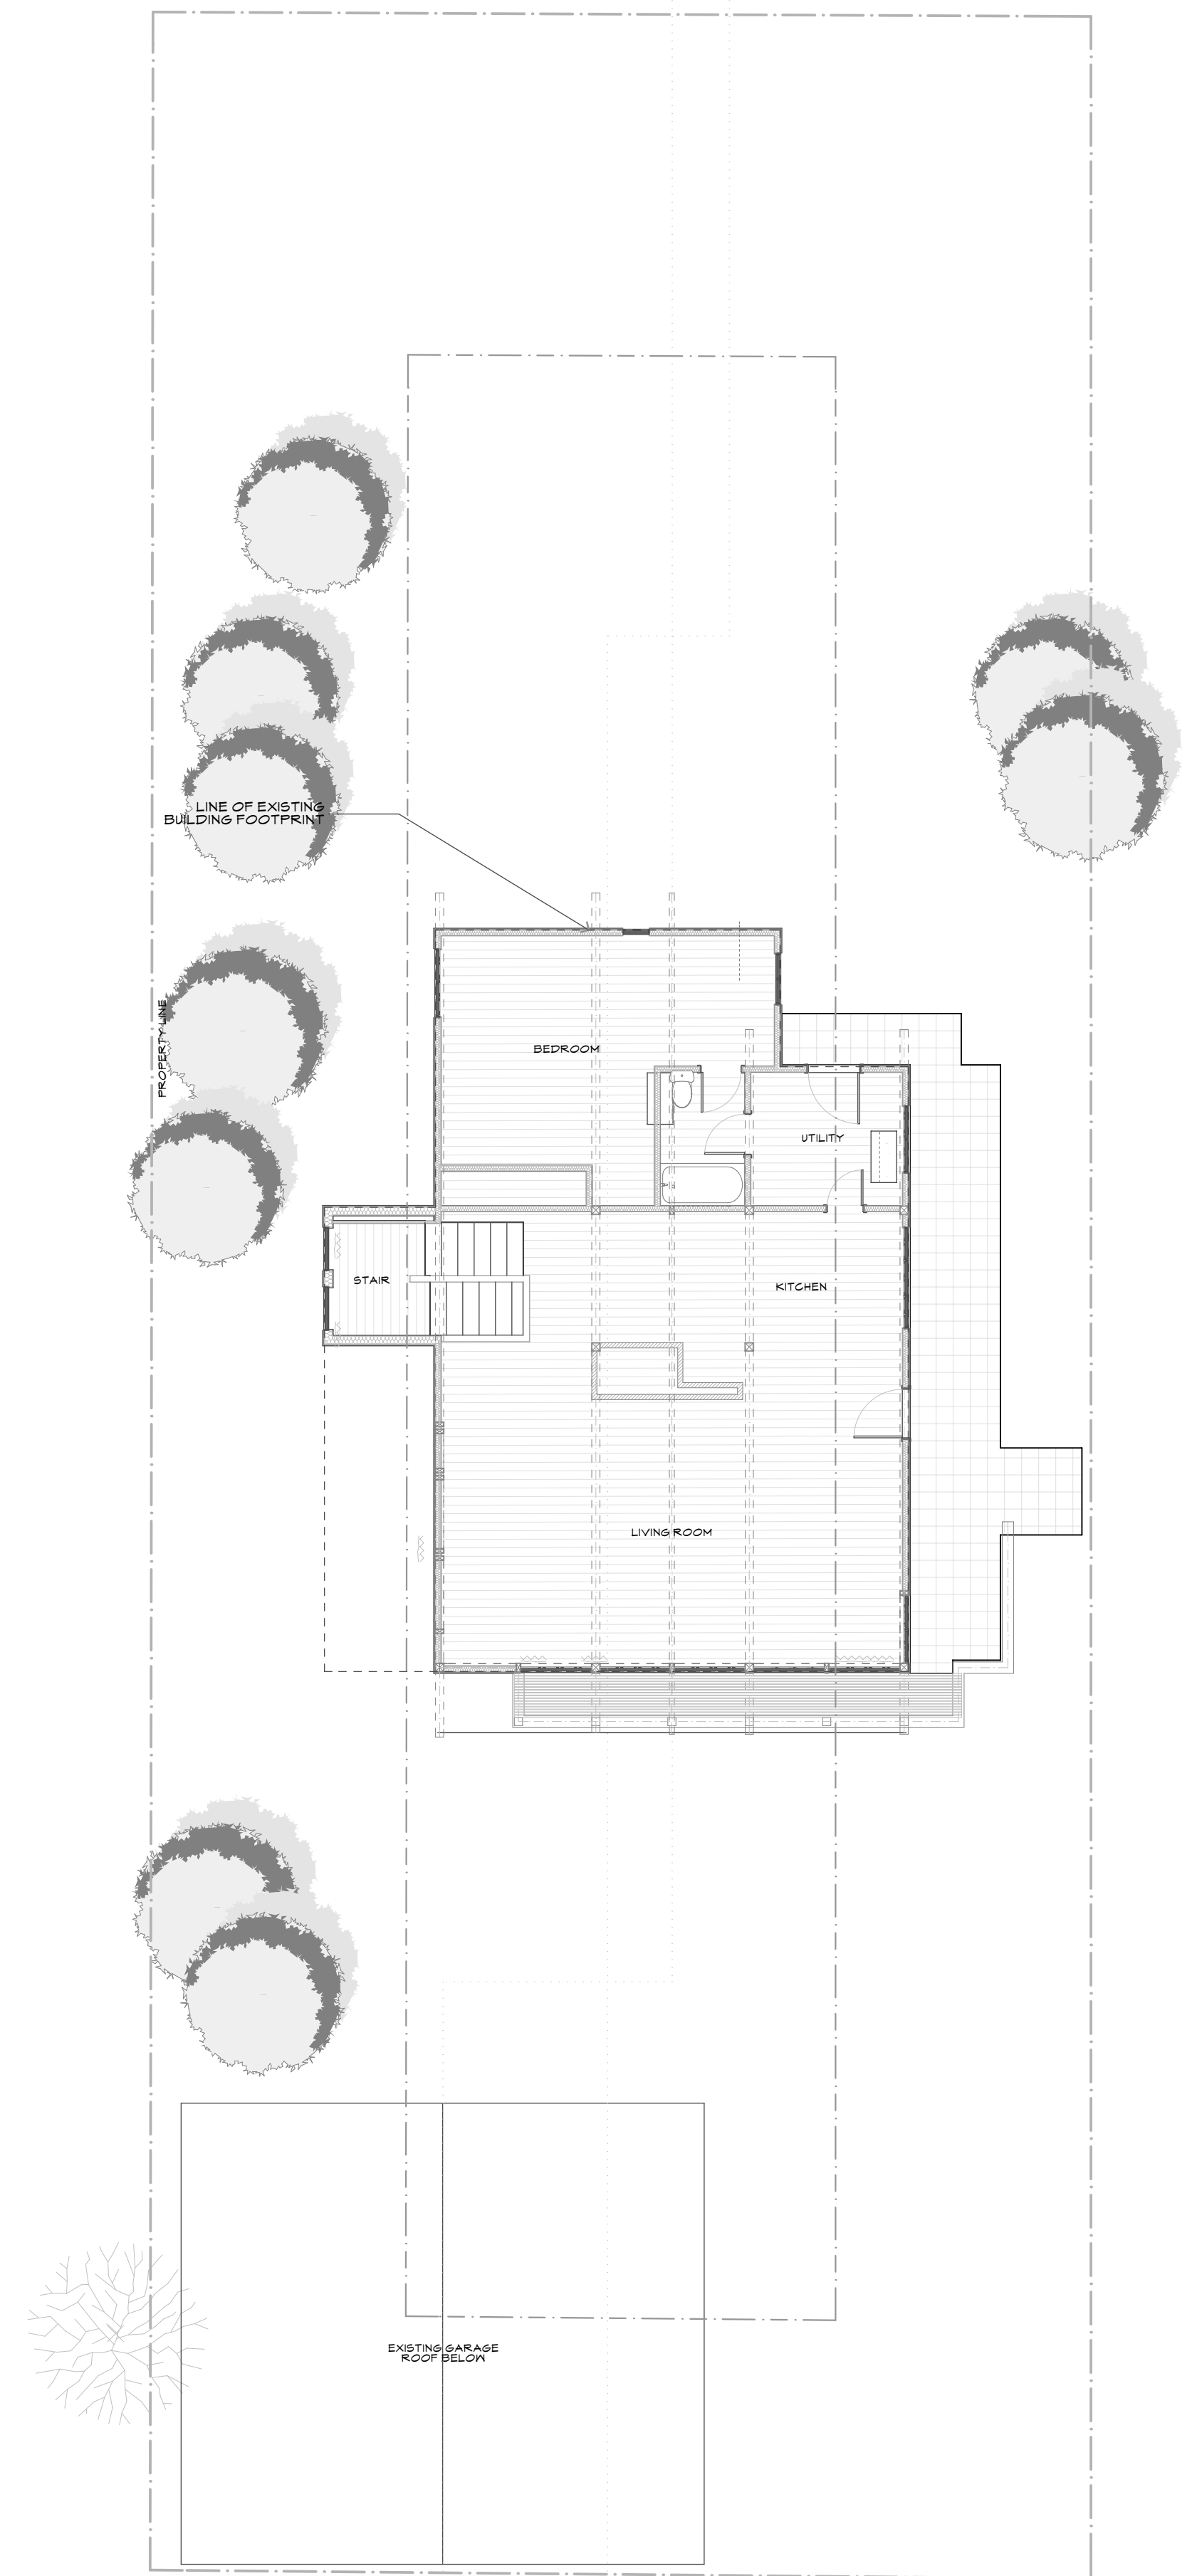 LINE OF EXISTING
BUILDING FOOTPRINT
PROPERTY LINE
BEDROOM
UTILITY
STAIR
KITCHEN
LIVING ROOM
EXISTING GARAGE
ROOF BELOW